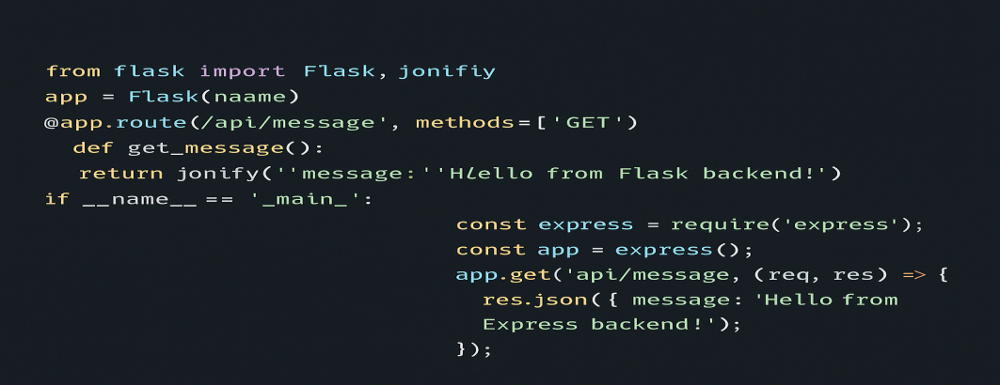 from flask import Flask, jonifiy
app = Flask(naame)
@app.route(/api/message', methods=['GET')
def get_message():
return jonify(''message:''Hlello from Flask backend!')
if __name__ == '_main_':
const express = require('express');
const app = express();
app.get('api/message, (req, res) => {
res.json({ message: 'Hello from
Express backend!');
});